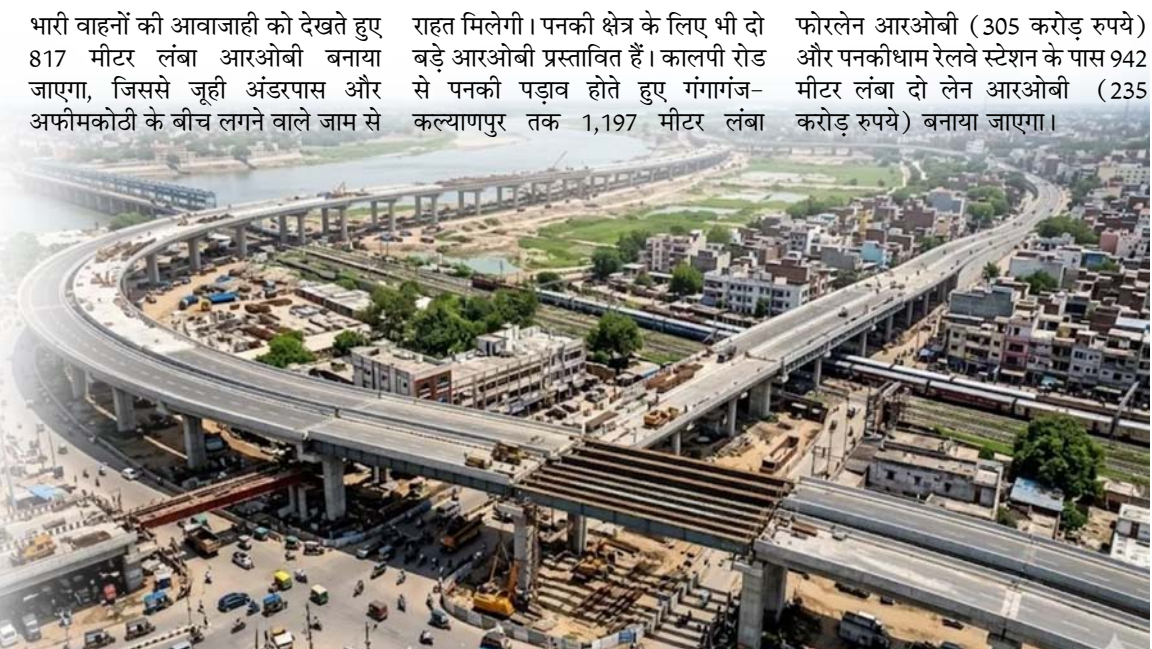 भारी वाहनों की आवाजाही को देखते हुए
817 मीटर लंबा आरओबी बनाया
जाएगा, जिससे जूही अंडरपास और
अफीमकोठी के बीच लगने वाले जाम से
राहत मिलेगी। पनकी क्षेत्र के लिए भी दो
बड़े आरओबी प्रस्तावित हैं। कालपी रोड
से पनकी पड़ाव होते हुए गंगागंज–
कल्याणपुर तक 1,197 मीटर लंबा
फोरलेन आरओबी (305 करोड़ रुपये)
और पनकीधाम रेलवे स्टेशन के पास 942
मीटर लंबा दो लेन आरओबी (235
करोड़ रुपये) बनाया जाएगा।